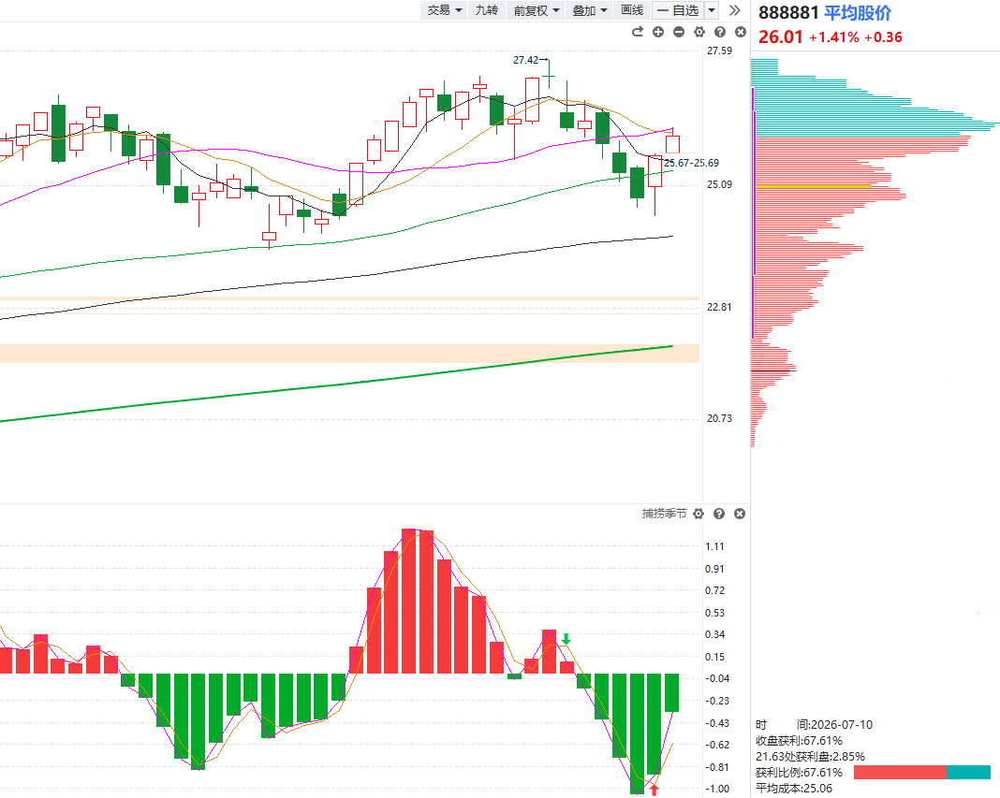 交易 九转 前复权 叠加 画线 一自选
888881 平均股价
26.01 +1.41% +0.36
27.59
27.42
25.67-25.69
25.09
22.81
20.73
捕捞季节
1.11
0.91
0.72
0.53
0.34
0.15
-0.04
-0.23
-0.43
-0.62
-0.81
-1.00
时 间:2026-07-10
收盘获利:67.61%
21.63处获利盘:2.85%
获利比例:67.61%
平均成本:25.06